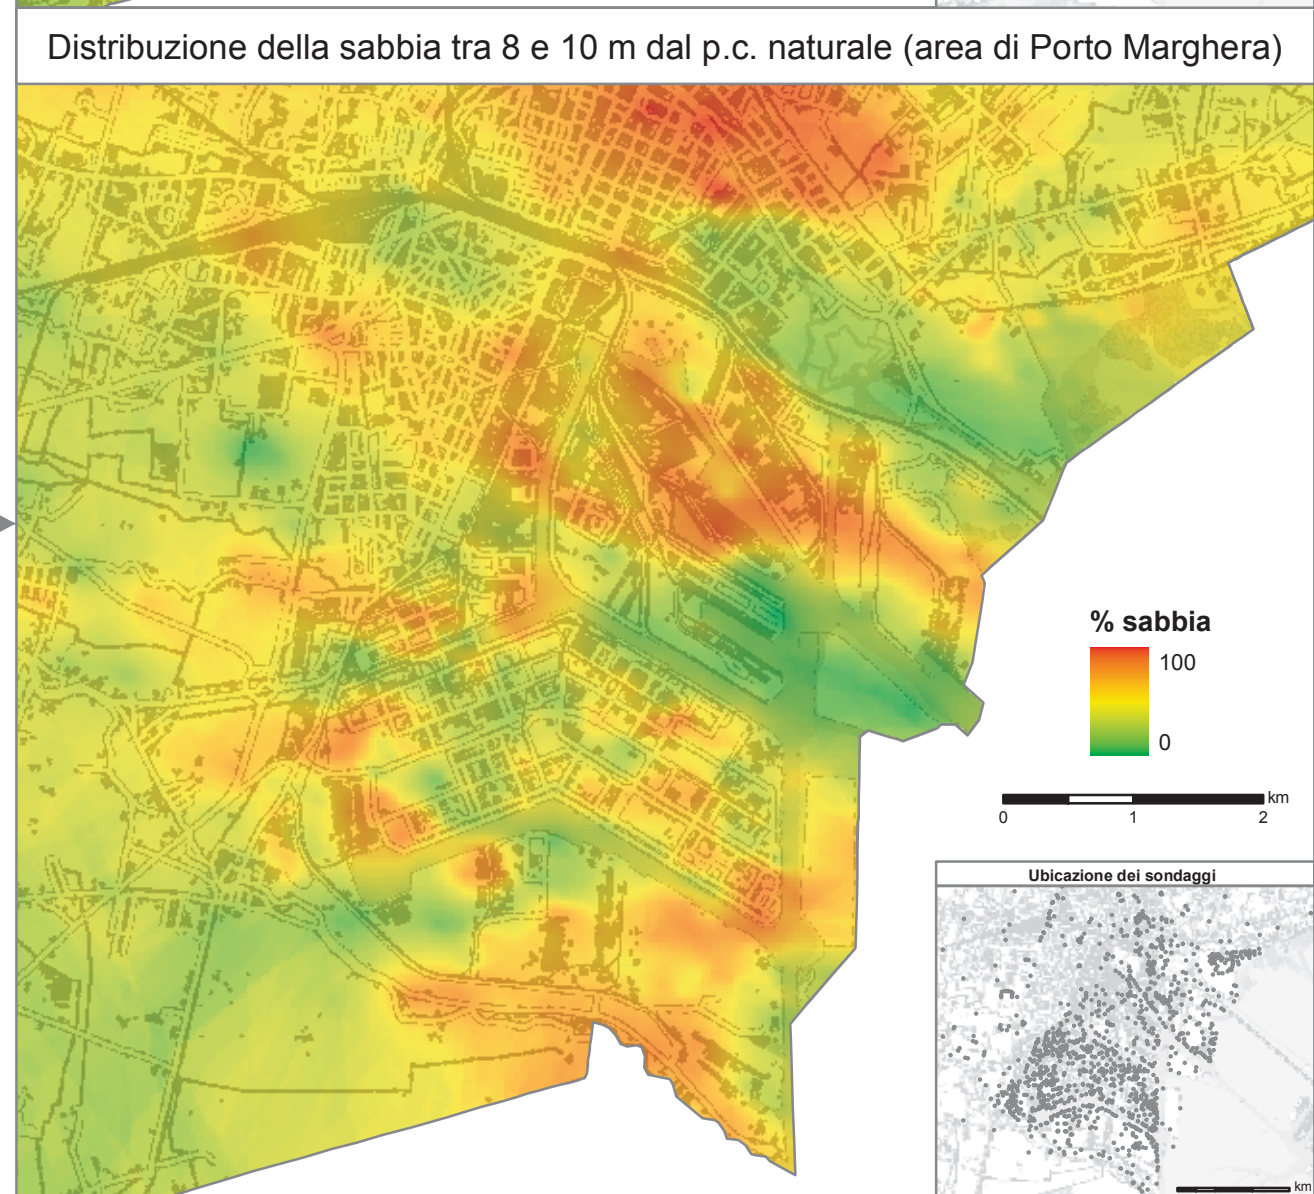 Distribuzione della sabbia tra 8 e 10 m dal p.c. naturale (area di Porto Marghera)
% sabbia
100
0
km
0 1 2
Ubicazione dei sondaggi
km